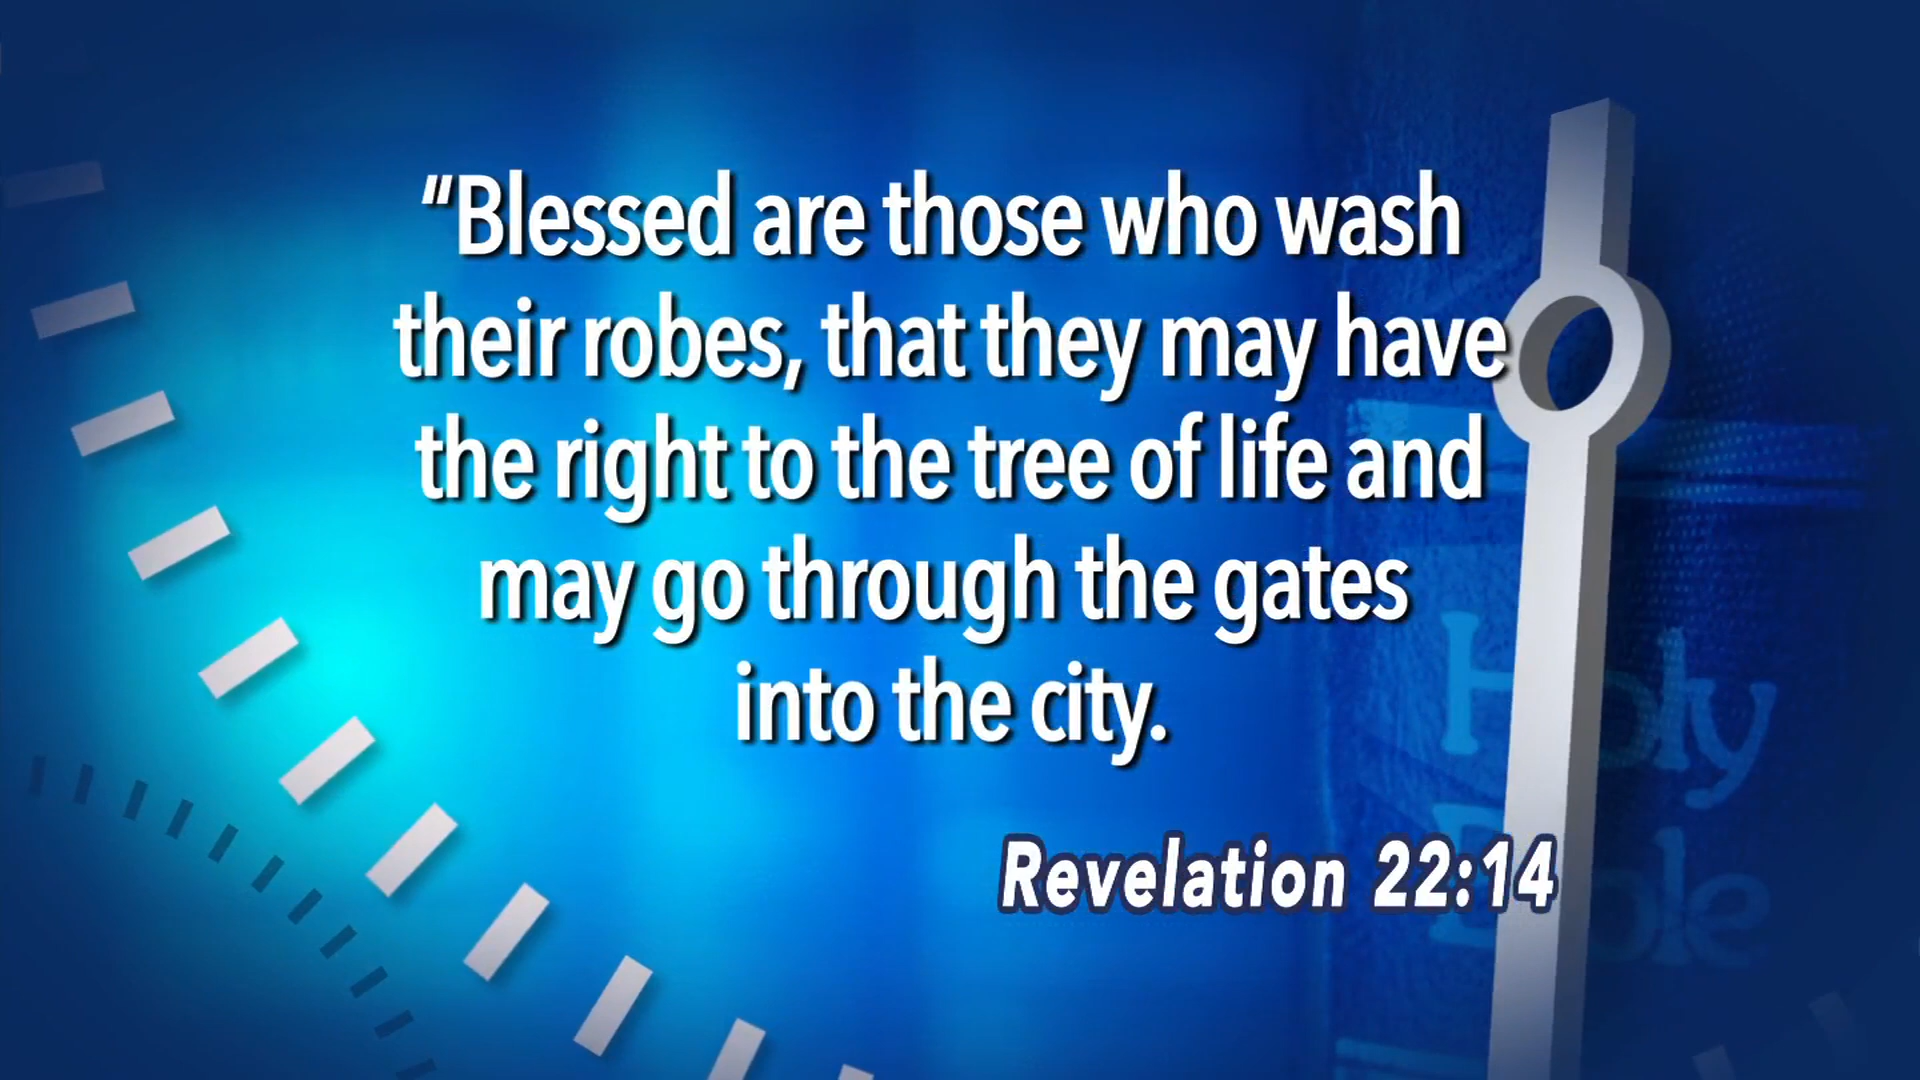 “Blessed are those who wash
their robes, that they may have
the right to the tree of life and
may go through the gates
into the city.
Revelation 22:14
Holy